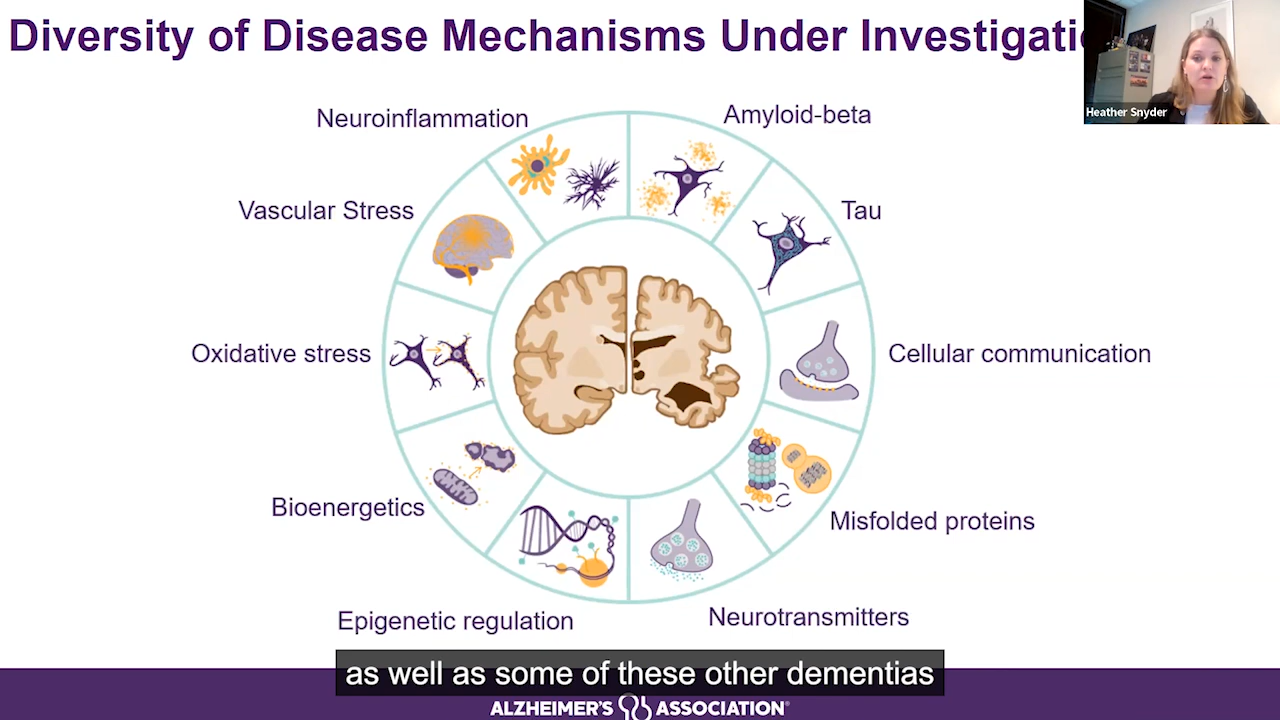 Diversity of Disease Mechanisms Under Investigati
Heather Snyder
Neuroinflammation
Amyloid-beta
Vascular Stress
Tau
Oxidative stress
Cellular communication
Bioenergetics
Misfolded proteins
Epigenetic regulation
Neurotransmitters
as well as some of these other dementias
ALZHEIMER'S ASSOCIATION®